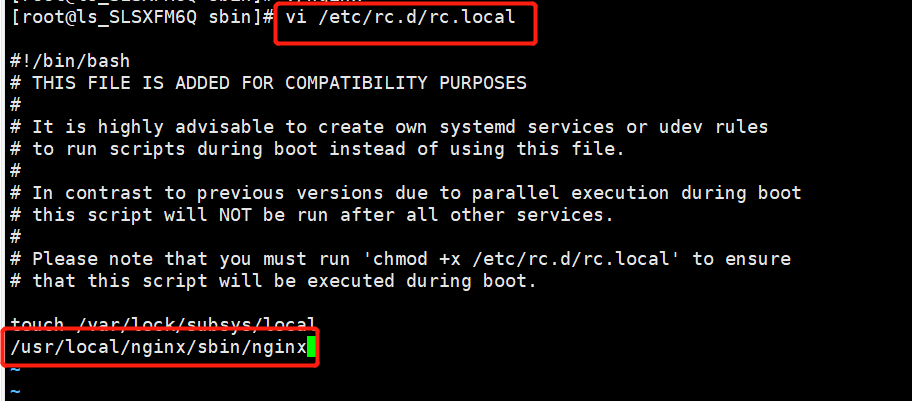 [root@ls_SLSXFM6Q sbin]# vi /etc/rc.d/rc.local
#!/bin/bash
# THIS FILE IS ADDED FOR COMPATIBILITY PURPOSES
#
# It is highly advisable to create own systemd services or udev rules
# to run scripts during boot instead of using this file.
#
# In contrast to previous versions due to parallel execution during boot
# this script will NOT be run after all other services.
#
# Please note that you must run 'chmod +x /etc/rc.d/rc.local' to ensure
# that this script will be executed during boot.
touch /var/lock/subsys/local
/usr/local/nginx/sbin/nginx
~
~